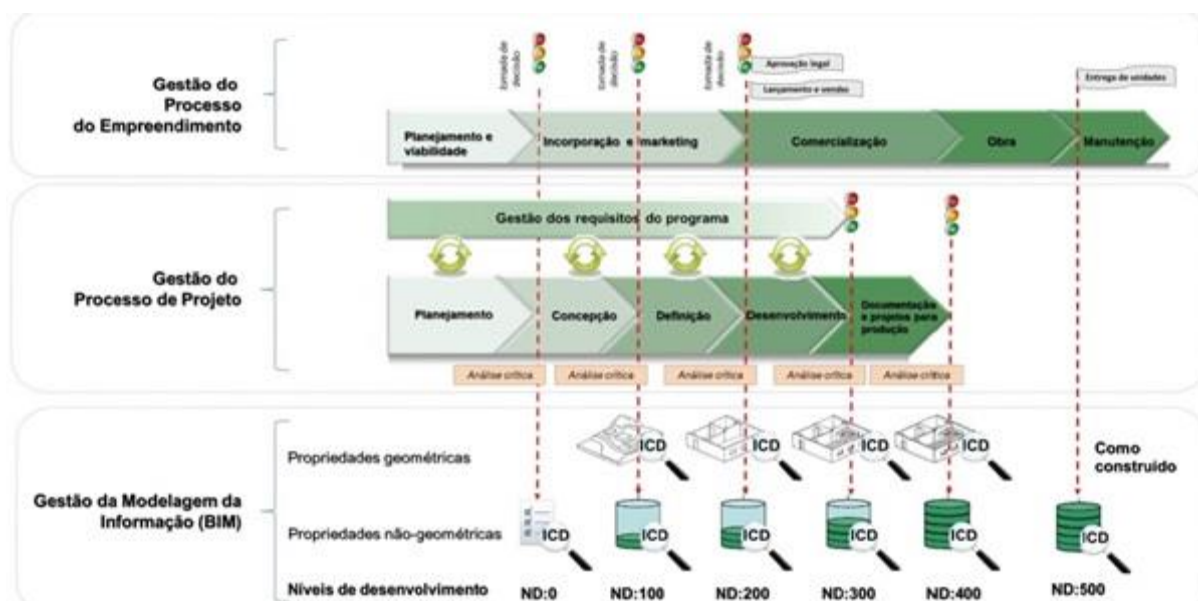 Gestão do
Processo
do Empreendimento
tomada de
decisão
tomada de
decisão
tomada de
decisão
Aprovação legal
Lançamento e vendas
Entrega de unidades
Planejamento e
viabilidade
Incorporação e marketing
Comercialização
Obra
Manutenção
Gestão do
Processo de Projeto
Gestão dos requisitos do programa
Planejamento
Concepção
Definição
Desenvolvimento
Documentação
e projetos para
produção
Análise crítica
Análise crítica
Análise crítica
Análise crítica
Análise crítica
Gestão da Modelagem da
Informação (BIM)
Propriedades geométricas
ICD
ICD
ICD
ICD
Como
construído
Propriedades não-geométricas
ICD
ICD
ICD
ICD
ICD
ICD
Níveis de desenvolvimento
ND:0
ND:100
ND:200
ND:300
ND:400
ND:500